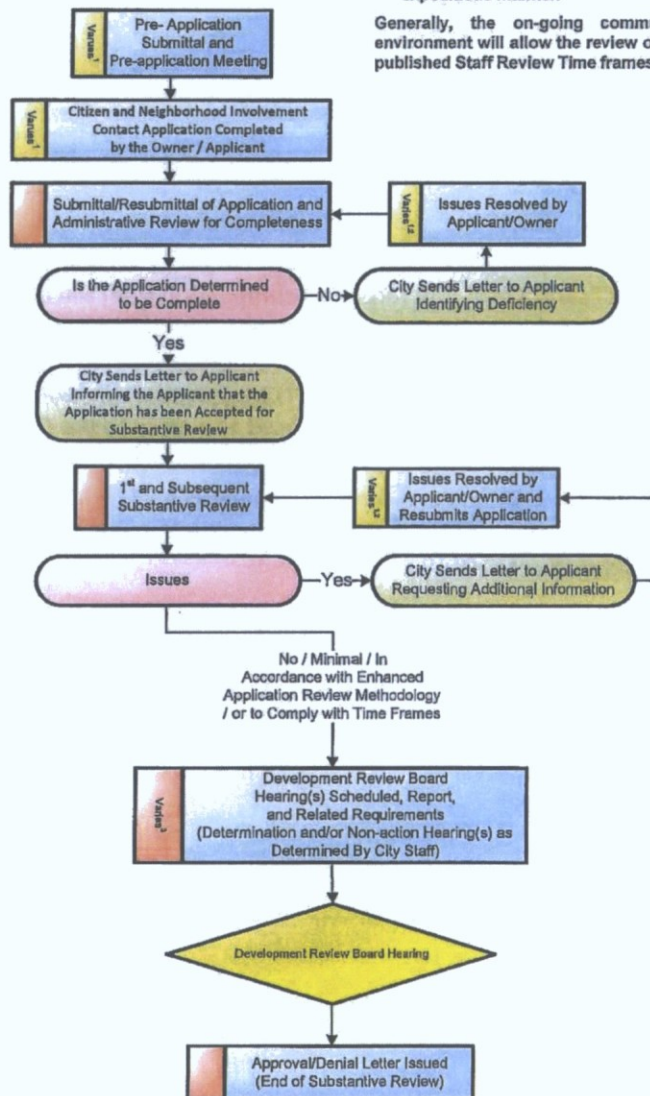 Pre- Application
Submittal and
Pre-application Meeting
Varues¹
Generally, the on-going comm
environment will allow the review o
published Staff Review Time frames
Citizen and Neighborhood Involvement
Contact Application Completed
by the Owner / Applicant
Varues¹
Submittal/Resubmittal of Application and
Administrative Review for Completeness
Varies¹,²
Issues Resolved by
Applicant/Owner
Is the Application Determined
to be Complete
No
City Sends Letter to Applicant
Identifying Deficiency
Yes
City Sends Letter to Applicant
Informing the Applicant that the
Application has been Accepted for
Substantive Review
1st and Subsequent
Substantive Review
Varies¹,²
Issues Resolved by
Applicant/Owner and
Resubmits Application
Issues
Yes
City Sends Letter to Applicant
Requesting Additional Information
No / Minimal / In
Accordance with Enhanced
Application Review Methodology
/ or to Comply with Time Frames
Varies³
Development Review Board
Hearing(s) Scheduled, Report,
and Related Requirements
(Determination and/or Non-action Hearing(s) as
Determined By City Staff)
Development Review Board Hearing
Approval/Denial Letter Issued
(End of Substantive Review)